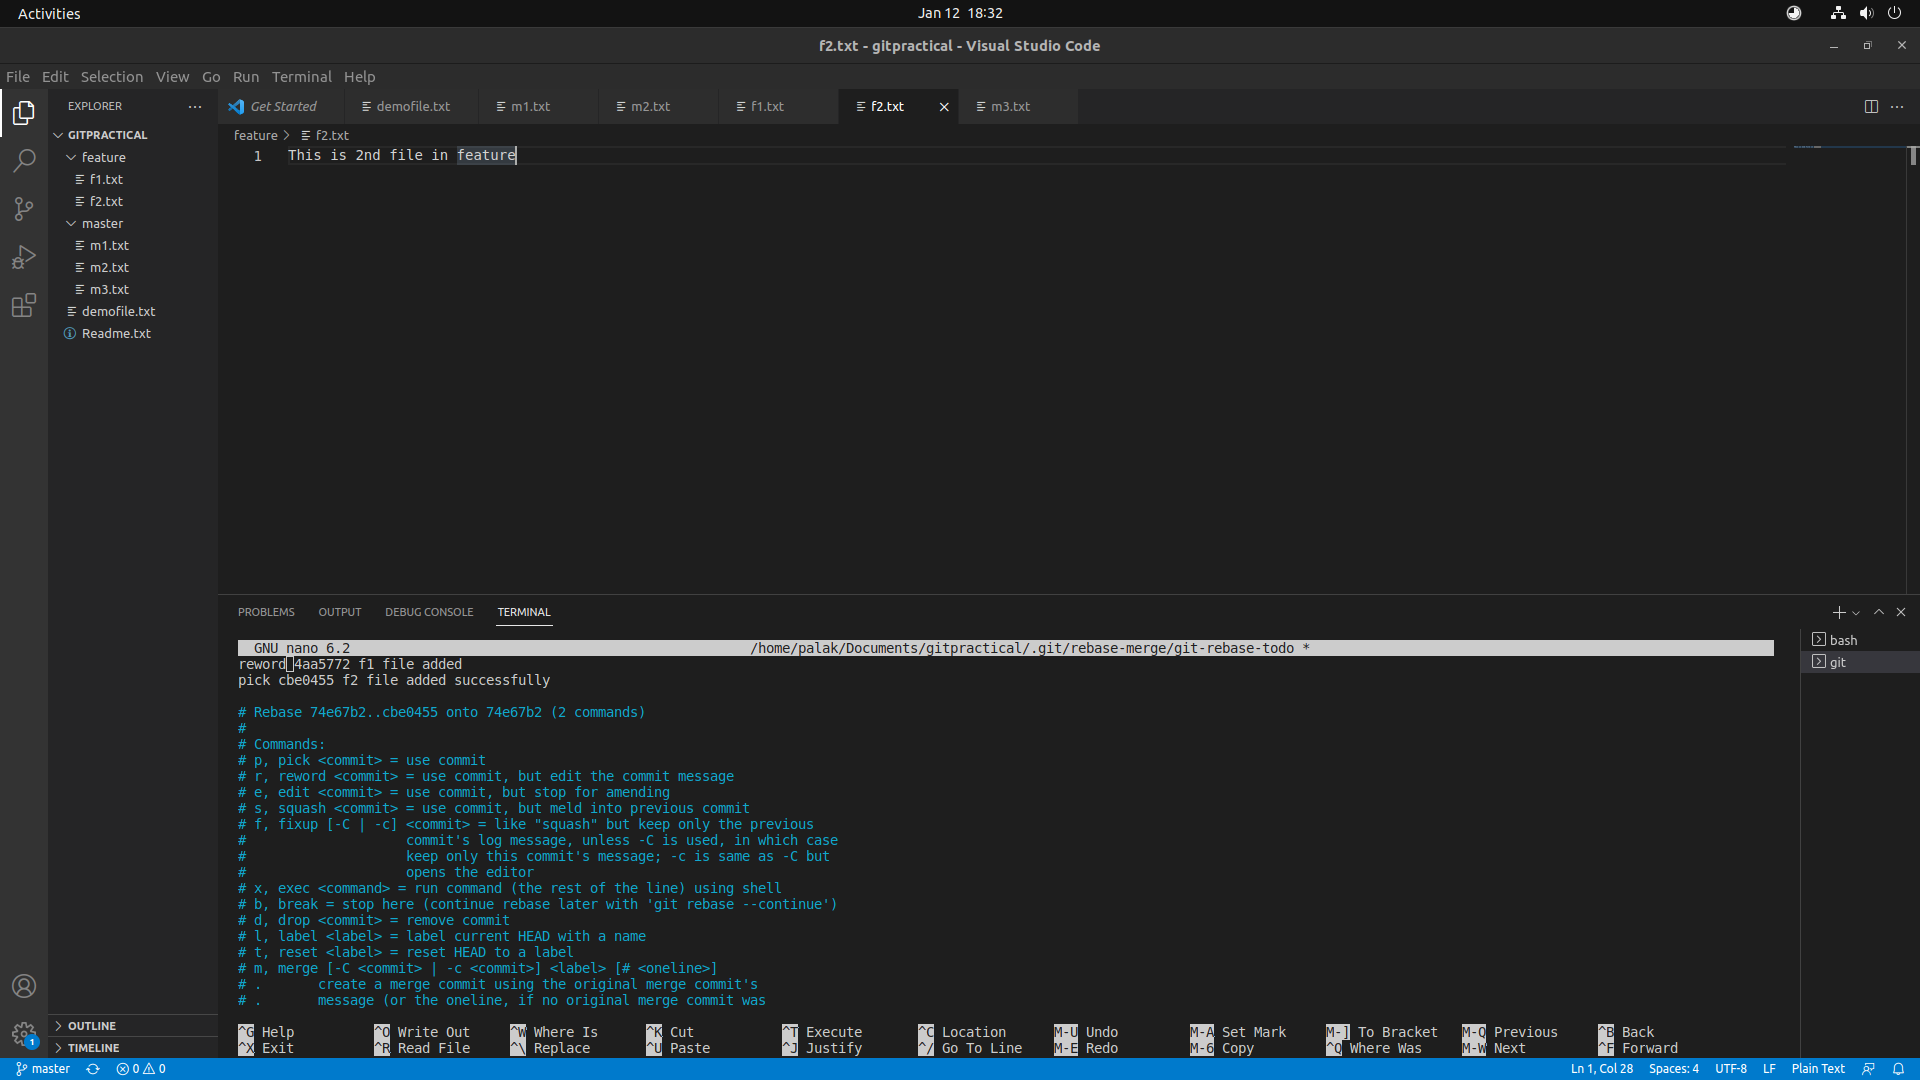 Activities
Jan 12 18:32
f2.txt - gitpractical - Visual Studio Code
File Edit Selection View Go Run Terminal Help
EXPLORER
GITPRACTICAL
feature
f1.txt
f2.txt
master
m1.txt
m2.txt
m3.txt
demofile.txt
Readme.txt
OUTLINE
TIMELINE
Get Started demofile.txt m1.txt m2.txt f1.txt f2.txt m3.txt
feature > f2.txt
1 This is 2nd file in feature
PROBLEMS OUTPUT DEBUG CONSOLE TERMINAL
bash
git
GNU nano 6.2 /home/palak/Documents/gitpractical/.git/rebase-merge/git-rebase-todo *
reword 4aa5772 f1 file added
pick cbe0455 f2 file added successfully
# Rebase 74e67b2..cbe0455 onto 74e67b2 (2 commands)
#
# Commands:
# p, pick <commit> = use commit
# r, reword <commit> = use commit, but edit the commit message
# e, edit <commit> = use commit, but stop for amending
# s, squash <commit> = use commit, but meld into previous commit
# f, fixup [-C | -c] <commit> = like "squash" but keep only the previous
# commit's log message, unless -C is used, in which case
# keep only this commit's message; -c is same as -C but
# opens the editor
# x, exec <command> = run command (the rest of the line) using shell
# b, break = stop here (continue rebase later with 'git rebase --continue')
# d, drop <commit> = remove commit
# l, label <label> = label current HEAD with a name
# t, reset <label> = reset HEAD to a label
# m, merge [-C <commit> | -c <commit>] <label> [# <oneline>]
# . create a merge commit using the original merge commit's
# . message (or the oneline, if no original merge commit was
^G Help ^O Write Out ^W Where Is ^K Cut ^T Execute ^C Location M-U Undo M-A Set Mark M-] To Bracket M-Q Previous ^B Back
^X Exit ^R Read File ^\ Replace ^U Paste ^J Justify ^/ Go To Line M-E Redo M-6 Copy ^Q Where Was M-W Next ^F Forward
1
master 0 0 Ln 1, Col 28 Spaces: 4 UTF-8 LF Plain Text